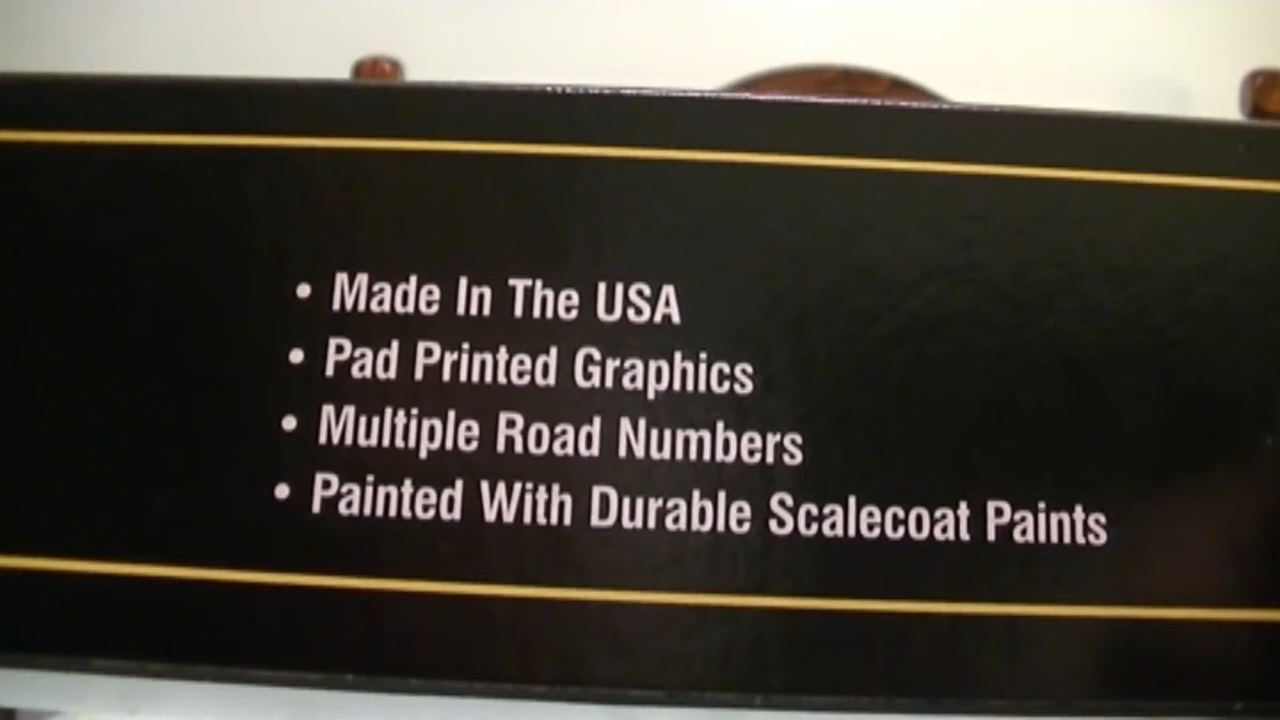 • Made In The USA
• Pad Printed Graphics
• Multiple Road Numbers
• Painted With Durable Scalecoat Paints